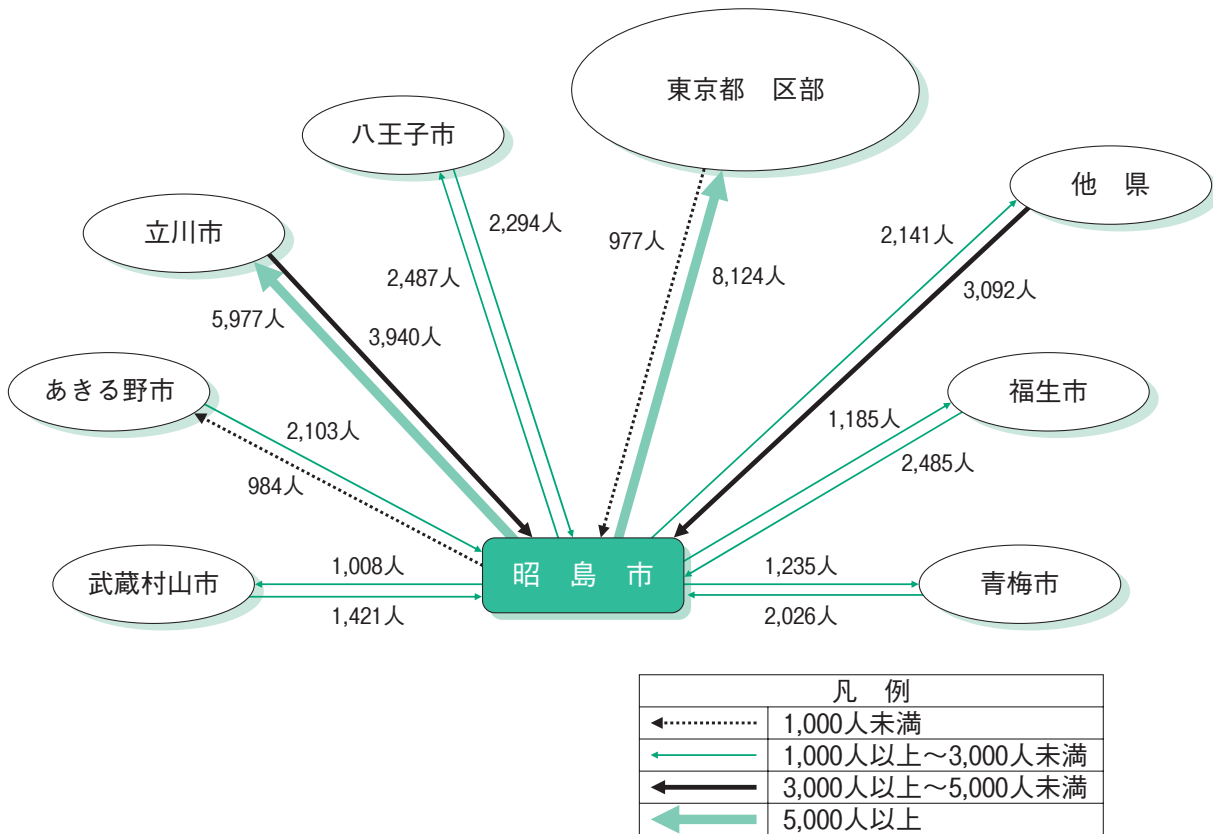 東京都　区部
八王子市
他　県
立川市
2,294人
977人
2,141人
2,487人
8,124人
3,092人
5,977人
3,940人
あきる野市
福生市
2,103人
1,185人
984人
2,485人
武蔵村山市
1,008人
昭　島　市
1,235人
青梅市
1,421人
2,026人
凡　例
1,000人未満
1,000人以上～3,000人未満
3,000人以上～5,000人未満
5,000人以上